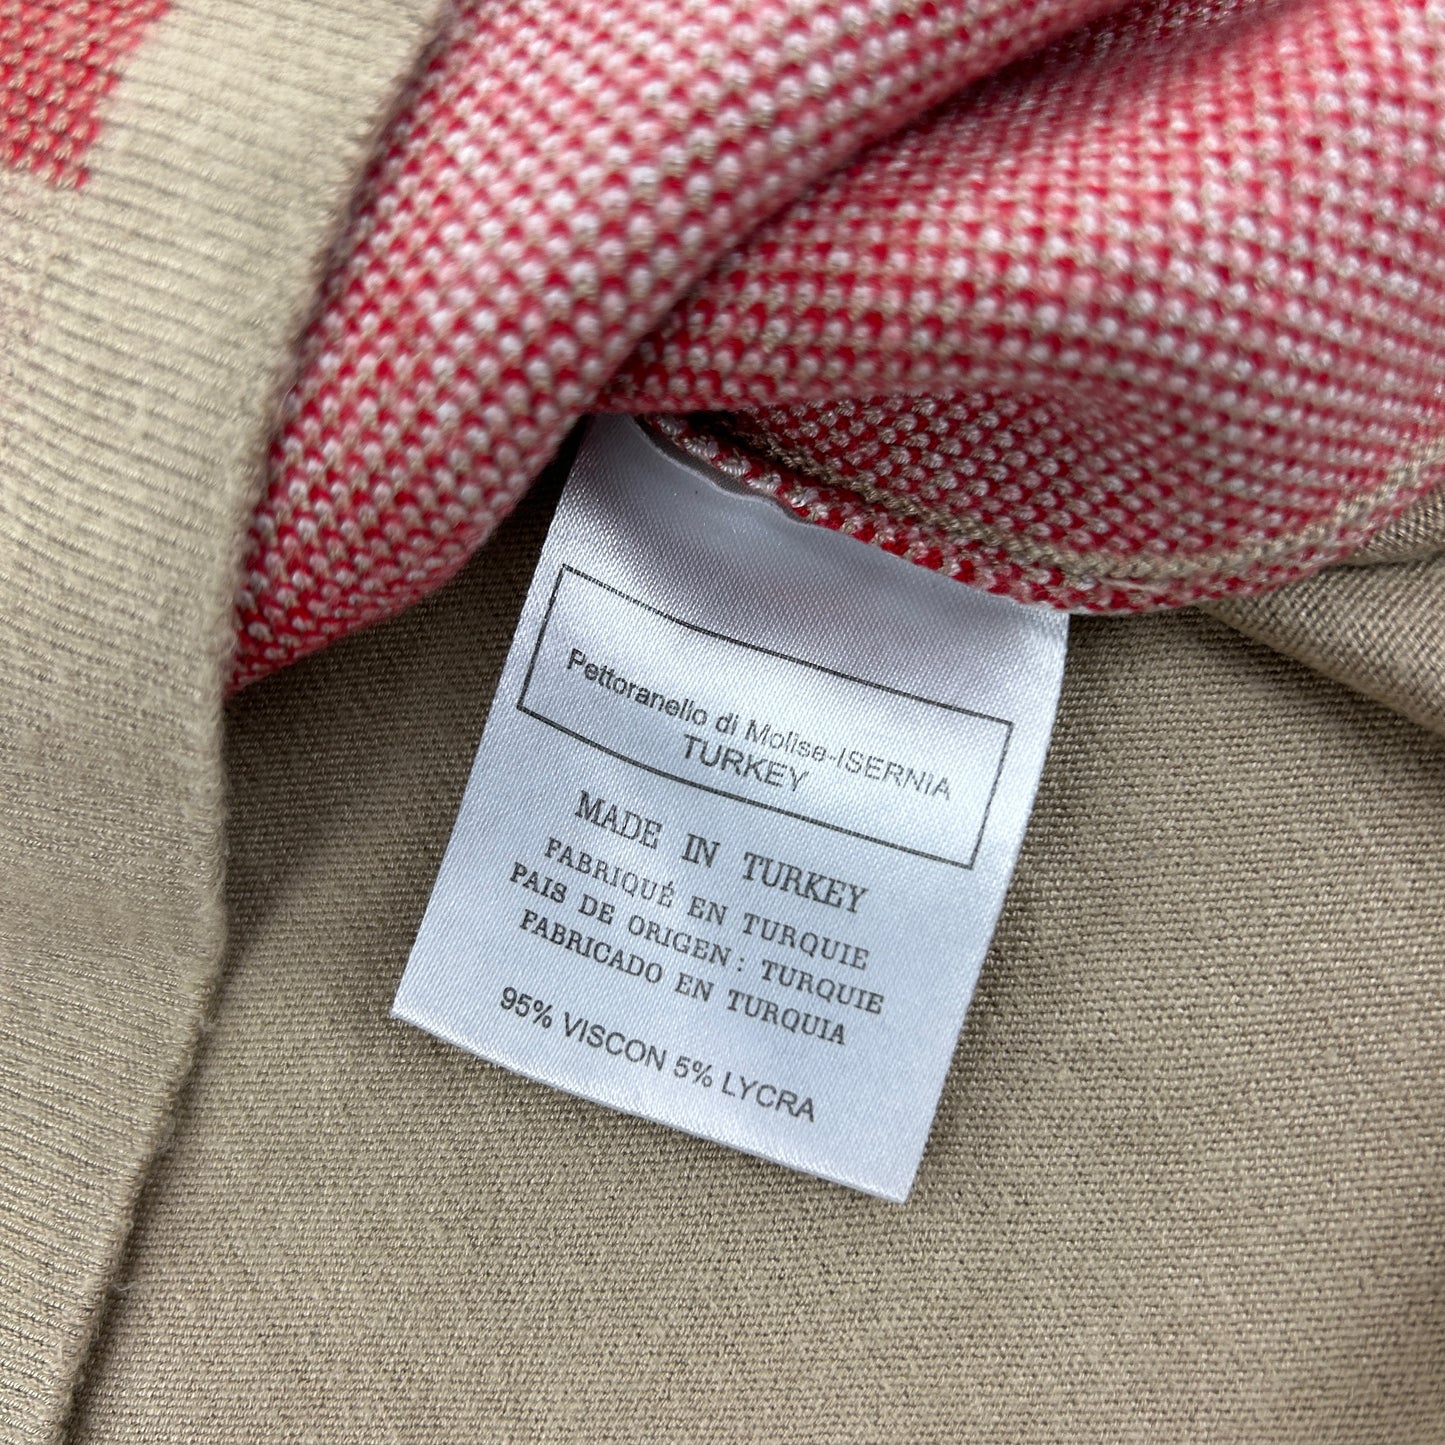 Pettoranello di Molise-ISERNIA
TURKEY
MADE IN TURKEY
FABRIQUÉ EN TURQUIE
PAIS DE ORIGEN: TURQUIE
FABRICADO EN TURQUIA
95% VISCON 5% LYCRA